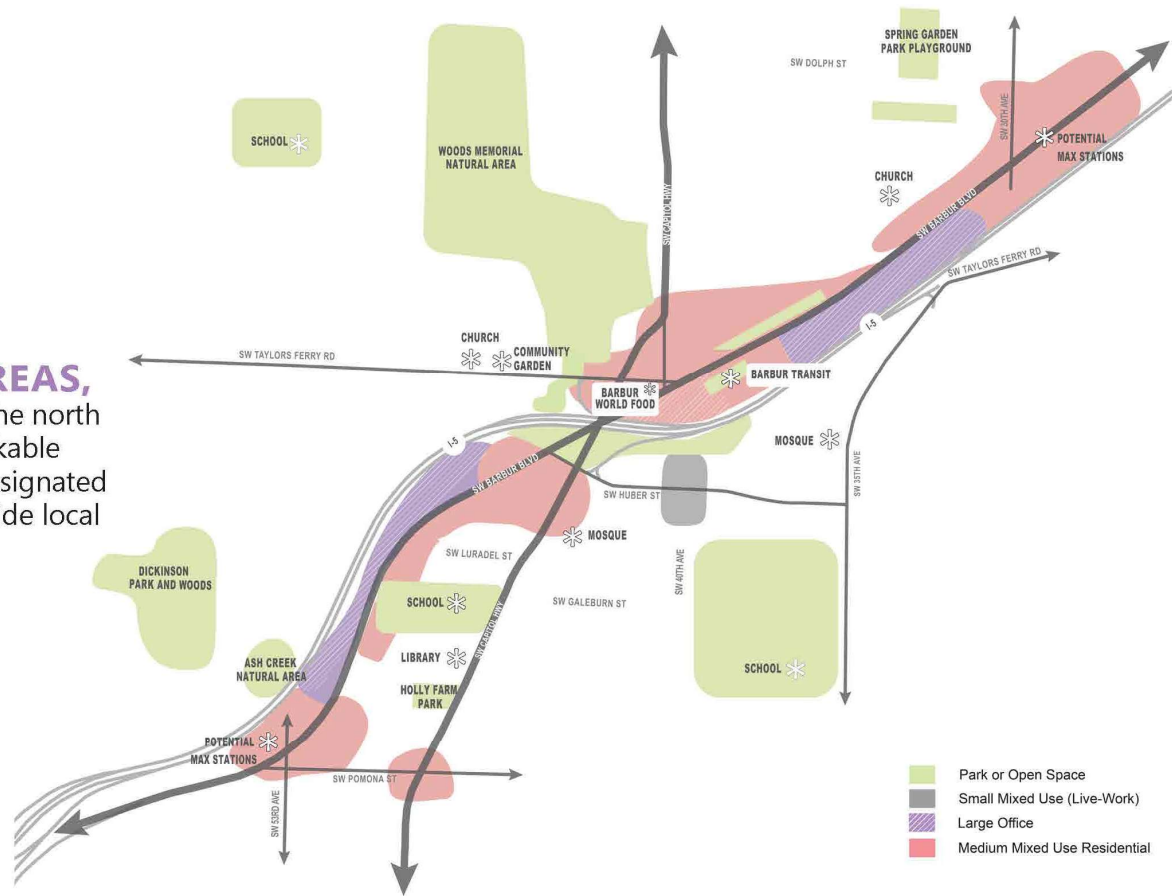 SPRING GARDEN
PARK PLAYGROUND
SW DOLPH ST
SW 30TH AVE
SCHOOL
WOODS MEMORIAL
NATURAL AREA
POTENTIAL
MAX STATIONS
CHURCH
SW CAPITOL HWY
SW BARBUR BLVD
SW TAYLORS FERRY RD
I-5
CHURCH
COMMUNITY
GARDEN
SW TAYLORS FERRY RD
REAS,
he north
kable
signated
ide local
BARBUR TRANSIT
BARBUR
WORLD FOOD
MOSQUE
I-5
SW BARBUR BLVD
SW HUBER ST
SW 35TH AVE
MOSQUE
SW LURADEL ST
SW 40TH AVE
DICKINSON
PARK AND WOODS
SCHOOL
SW GALEBURN ST
SW CAPITOL HWY
LIBRARY
ASH CREEK
NATURAL AREA
SCHOOL
HOLLY FARM
PARK
POTENTIAL
MAX STATIONS
SW POMONA ST
SW 53RD AVE
Park or Open Space
Small Mixed Use (Live-Work)
Large Office
Medium Mixed Use Residential